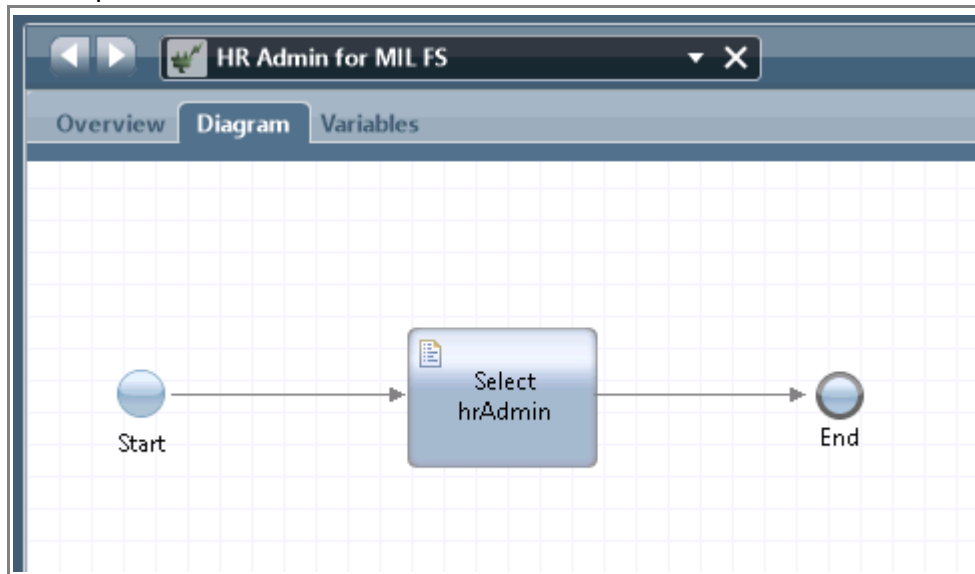 HR Admin for MIL FS
Overview Diagram Variables
Select
hrAdmin
Start
End